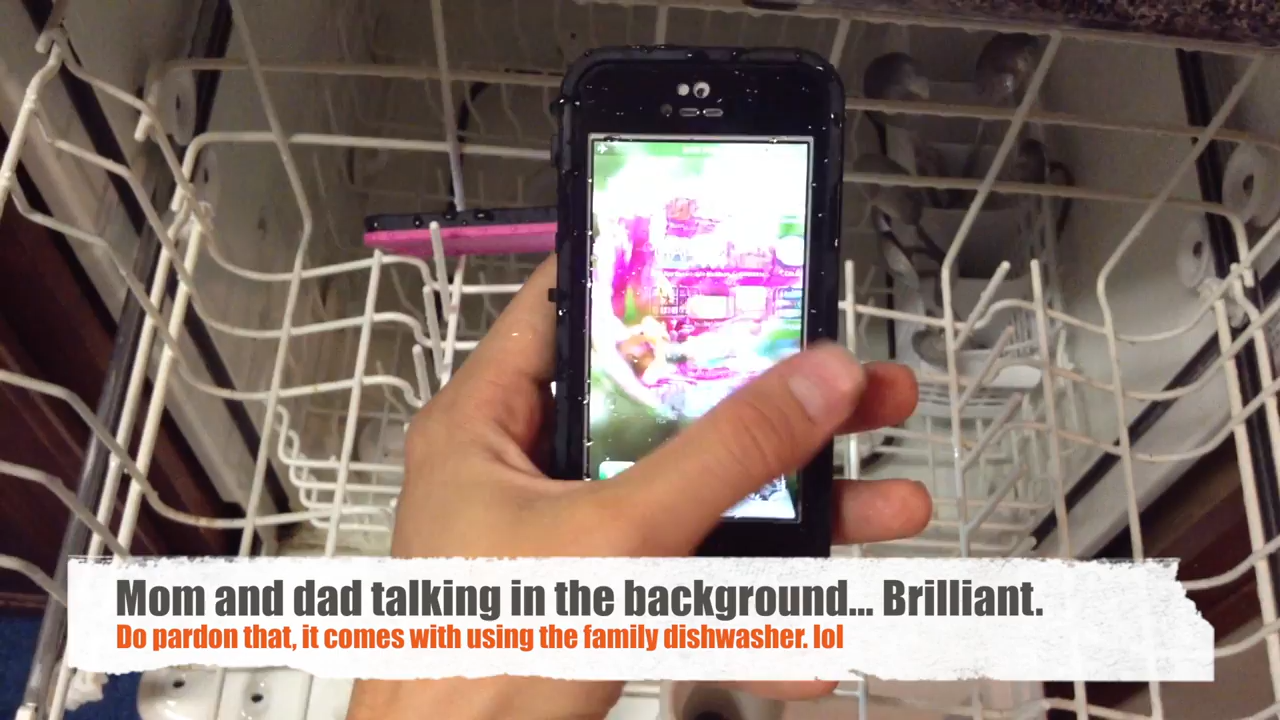 Mom and dad talking in the background... Brilliant.
Do pardon that, it comes with using the family dishwasher. lol